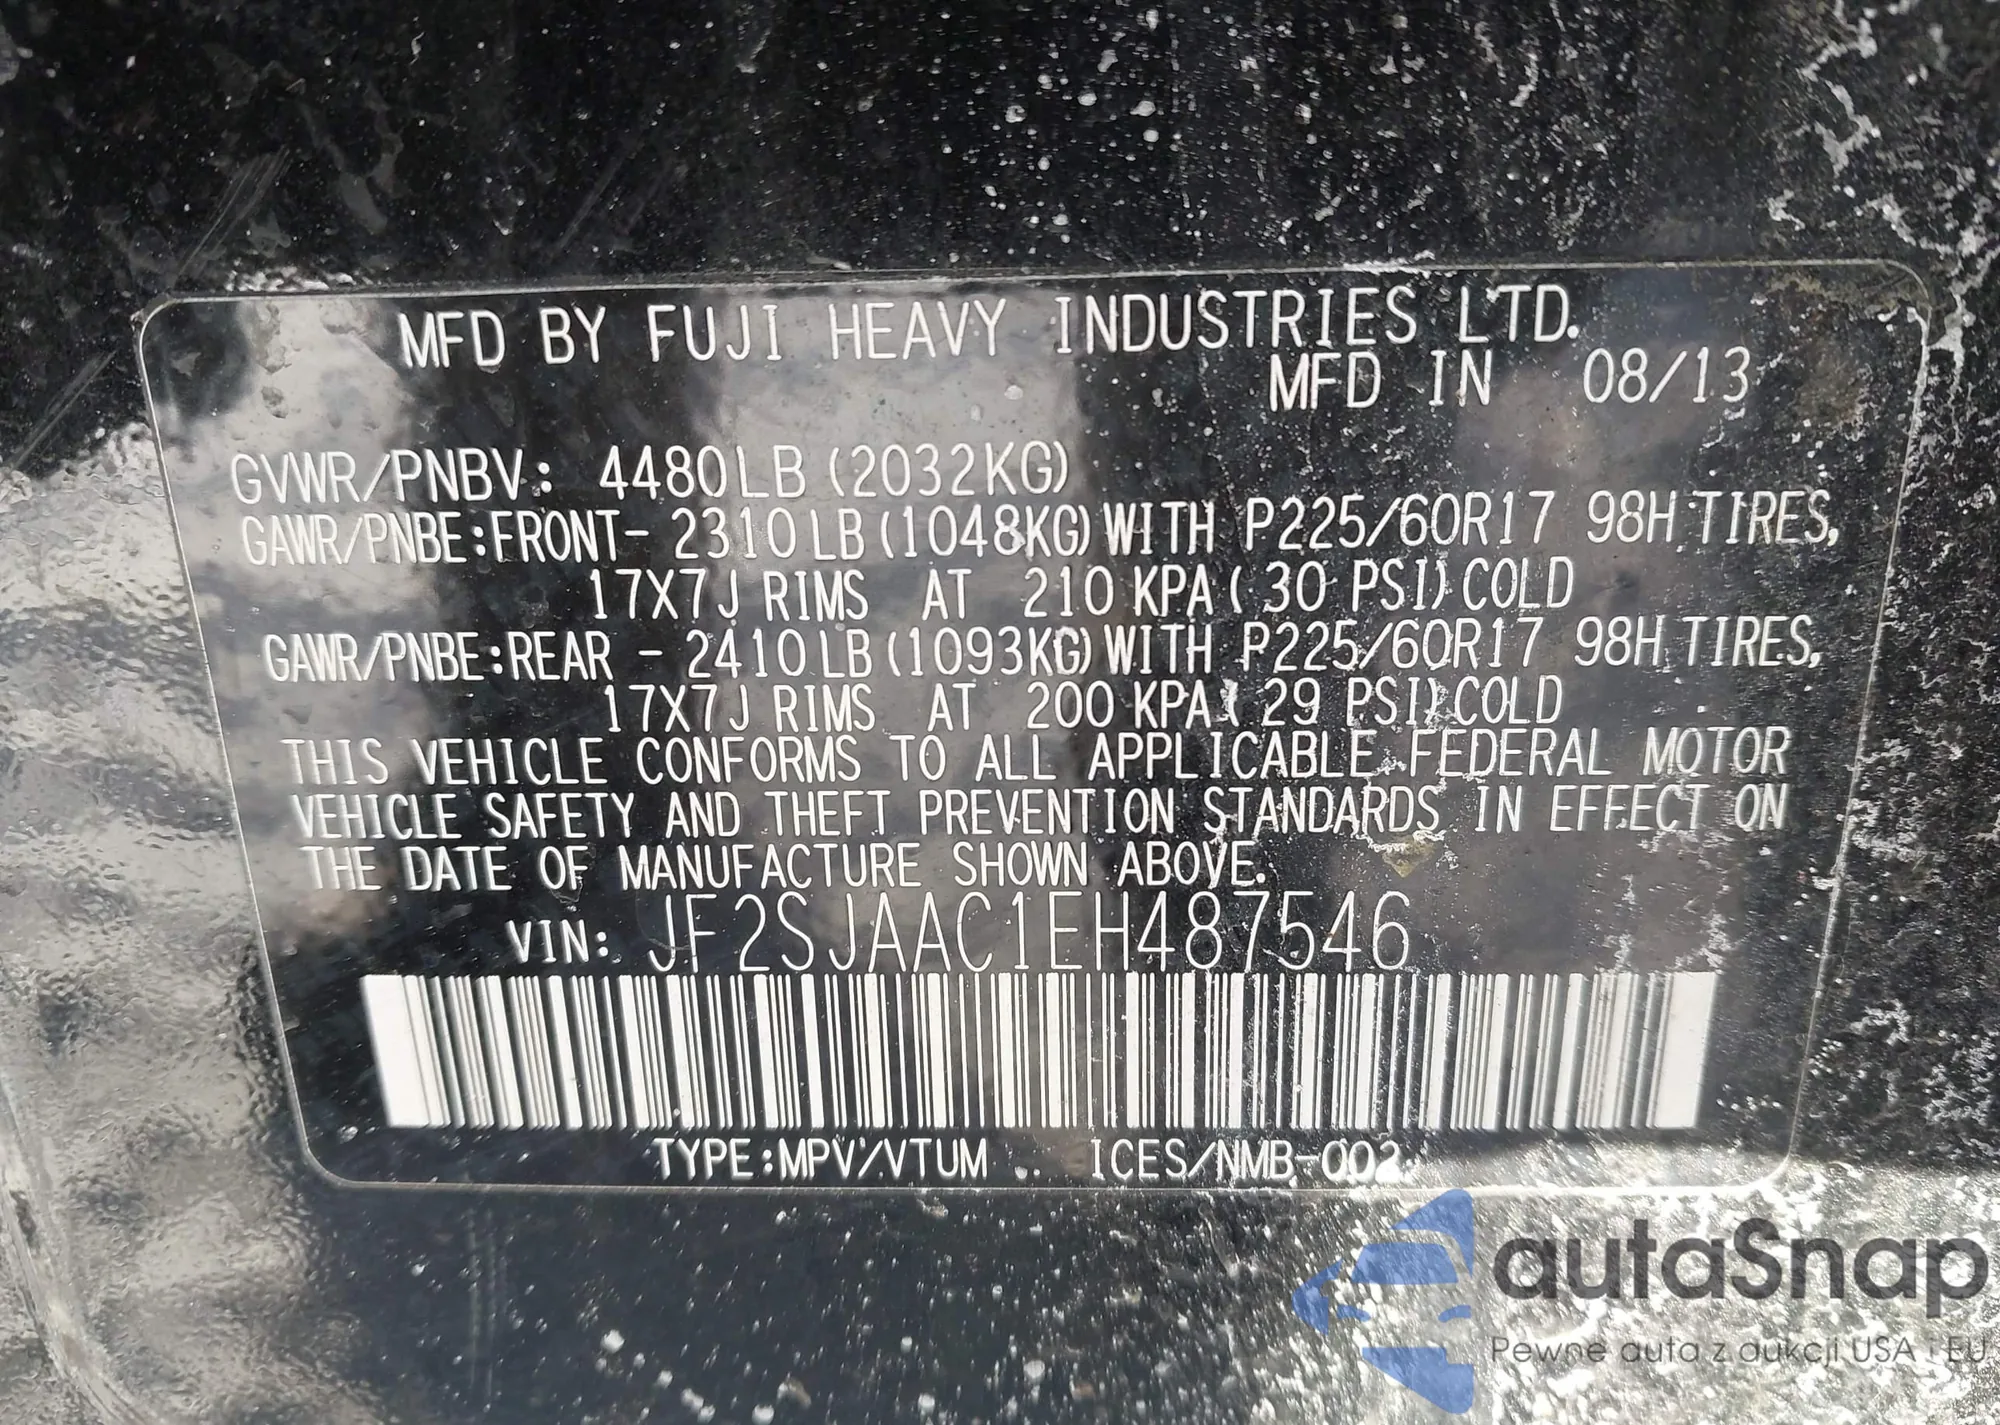 MFD BY FUJI HEAVY INDUSTRIES LTD.
MFD IN 08/13
GVWR/PNBV: 4480LB (2032KG)
GAWR/PNBE:FRONT- 2310LB (1048KG) WITH P225/60R17 98H TIRES,
17X7J RIMS AT 210 KPA ( 30 PSI) COLD
GAWR/PNBE:REAR - 2410LB (1093KG) WITH P225/60R17 98H TIRES,
17X7J RIMS AT 200 KPA ( 29 PSI) COLD
THIS VEHICLE CONFORMS TO ALL APPLICABLE FEDERAL MOTOR
VEHICLE SAFETY AND THEFT PREVENTION STANDARDS IN EFFECT ON
THE DATE OF MANUFACTURE SHOWN ABOVE.
VIN: JF2SJAAC1EH487546
TYPE:MPV/VTUM ICES/NMB-002
autaSnap
Pewne auta z aukcji USA i EU